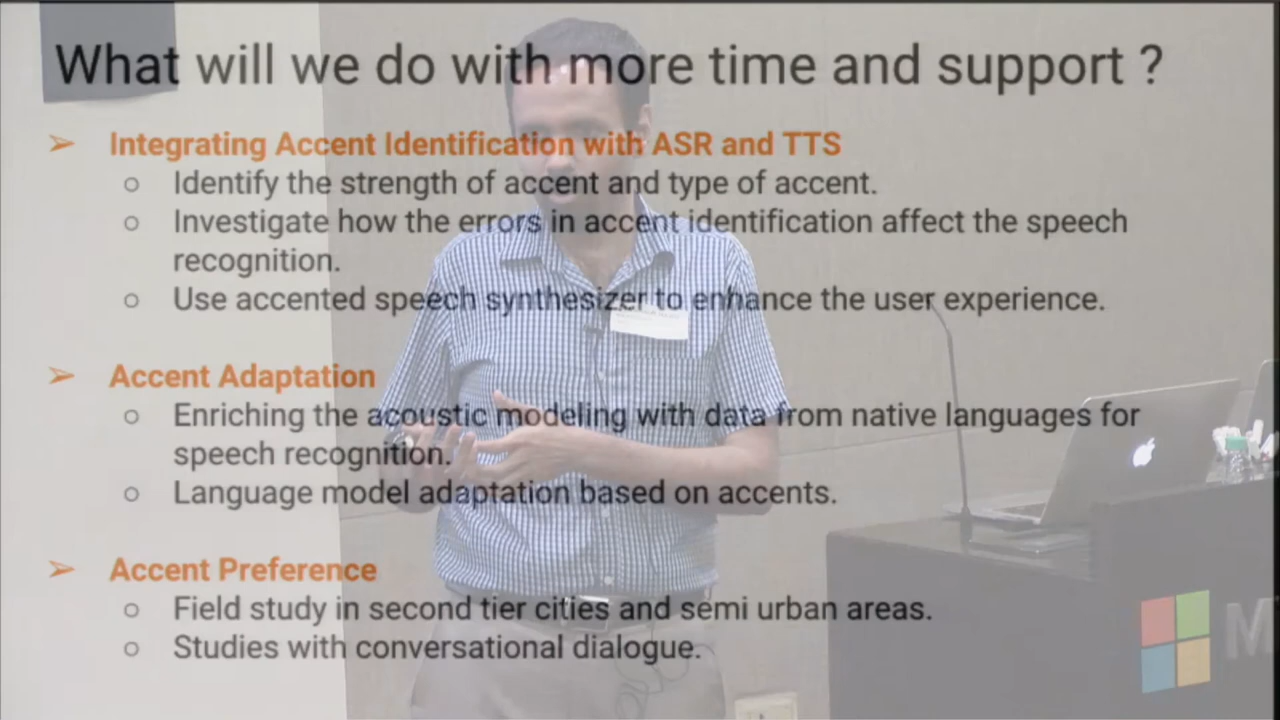 What will we do with more time and support ?
➢ Integrating Accent Identification with ASR and TTS
○ Identify the strength of accent and type of accent.
○ Investigate how the errors in accent identification affect the speech
recognition.
○ Use accented speech synthesizer to enhance the user experience.
➢ Accent Adaptation
○ Enriching the acoustic modeling with data from native languages for
speech recognition.
○ Language model adaptation based on accents.
➢ Accent Preference
○ Field study in second tier cities and semi urban areas.
○ Studies with conversational dialogue.
M